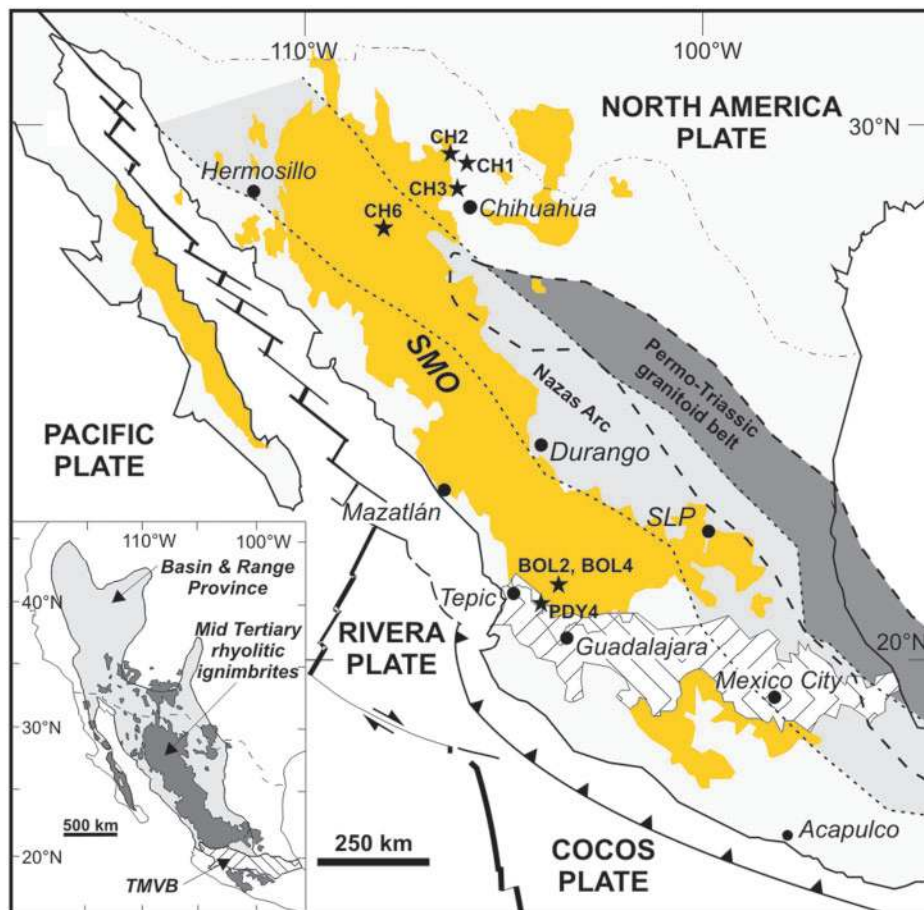 110°W
100°W
NORTH AMERICA
PLATE
30°N
CH2
CH1
Hermosillo
CH3
Chihuahua
CH6
SMO
Nazas Arc
Permo-Triassic
granitoid belt
PACIFIC
PLATE
Durango
Mazatlán
SLP
BOL2, BOL4
Tepic
PDY4
RIVERA
PLATE
Guadalajara
20°N
Mexico City
250 km
Acapulco
COCOS
PLATE
110°W
100°W
Basin & Range
Province
40°N
Mid Tertiary
rhyolitic
ignimbrites
30°N
500 km
20°N
TMVB